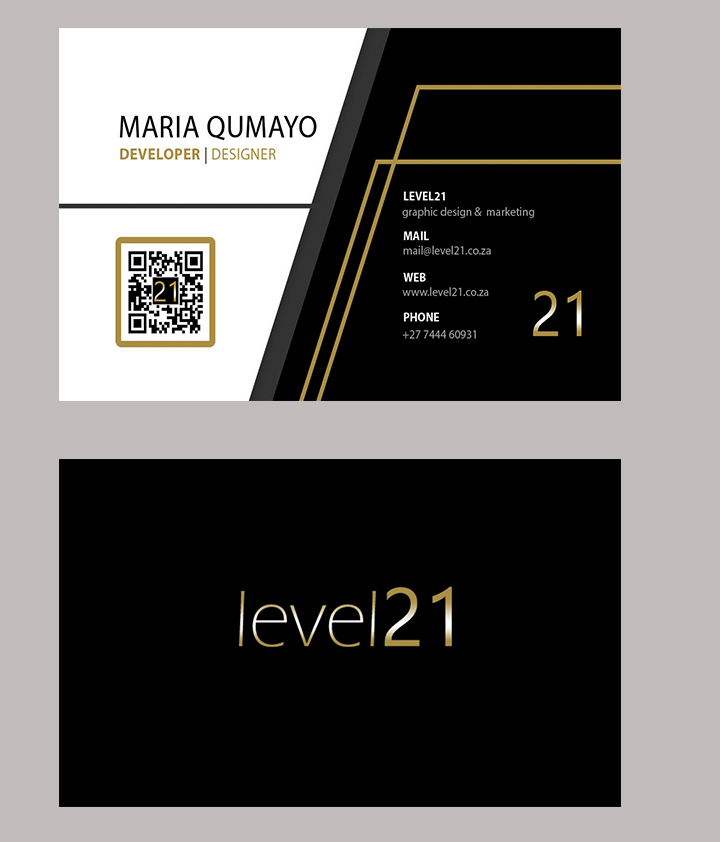 MARIA QUMAYO
DEVELOPER | DESIGNER
21
LEVEL21
graphic design & marketing
MAIL
mail@level21.co.za
WEB
www.level21.co.za
PHONE
+27 7444 60931
21
level21